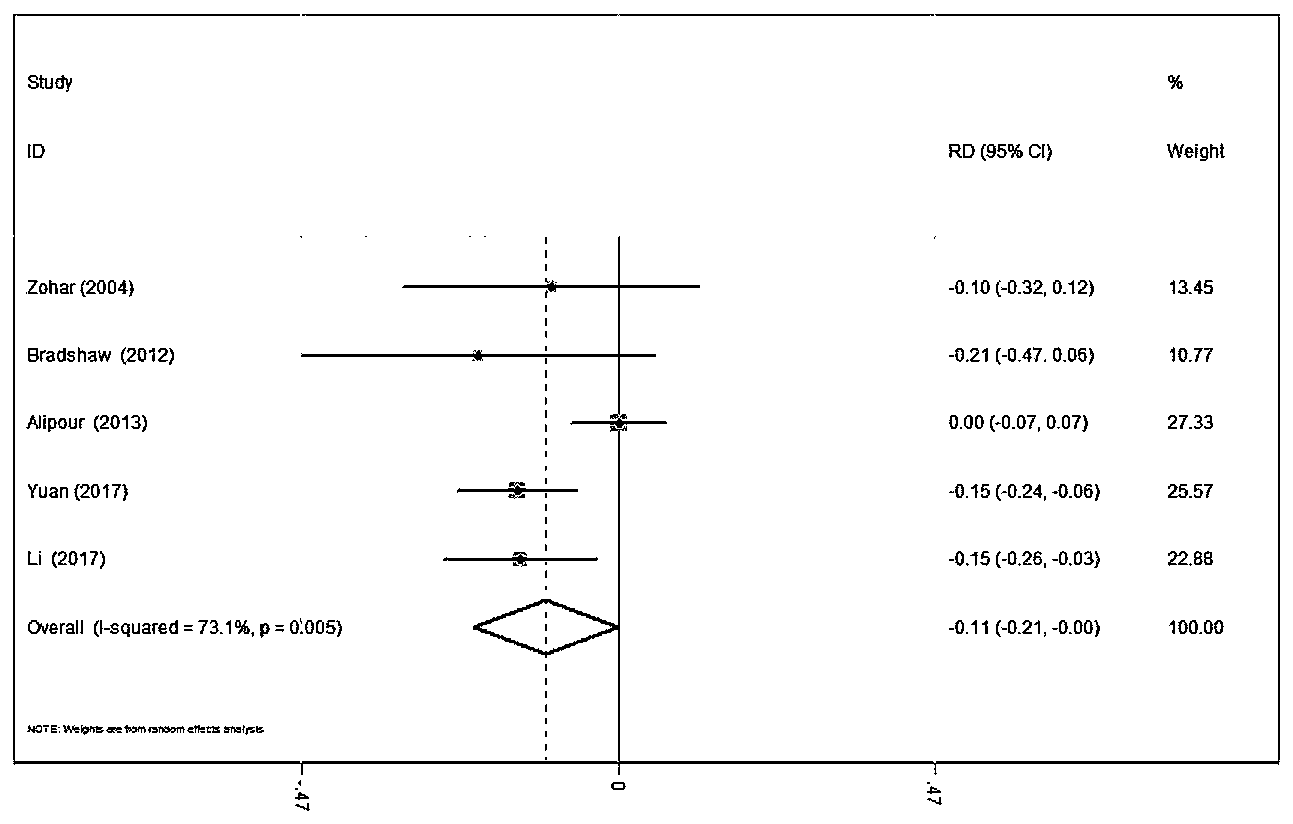 Study %
ID RD (95% CI) Weight
Zohar (2004) -0.10 (-0.32, 0.12) 13.45
Bradshaw (2012) -0.21 (-0.47, 0.06) 10.77
Alipour (2013) 0.00 (-0.07, 0.07) 27.33
Yuan (2017) -0.15 (-0.24, -0.06) 25.57
Li (2017) -0.15 (-0.26, -0.03) 22.88
Overall (I-squared = 73.1%, p = 0.005) -0.11 (-0.21, -0.00) 100.00
NOTE: Weights are from random effects analysis
-.47 0 .47